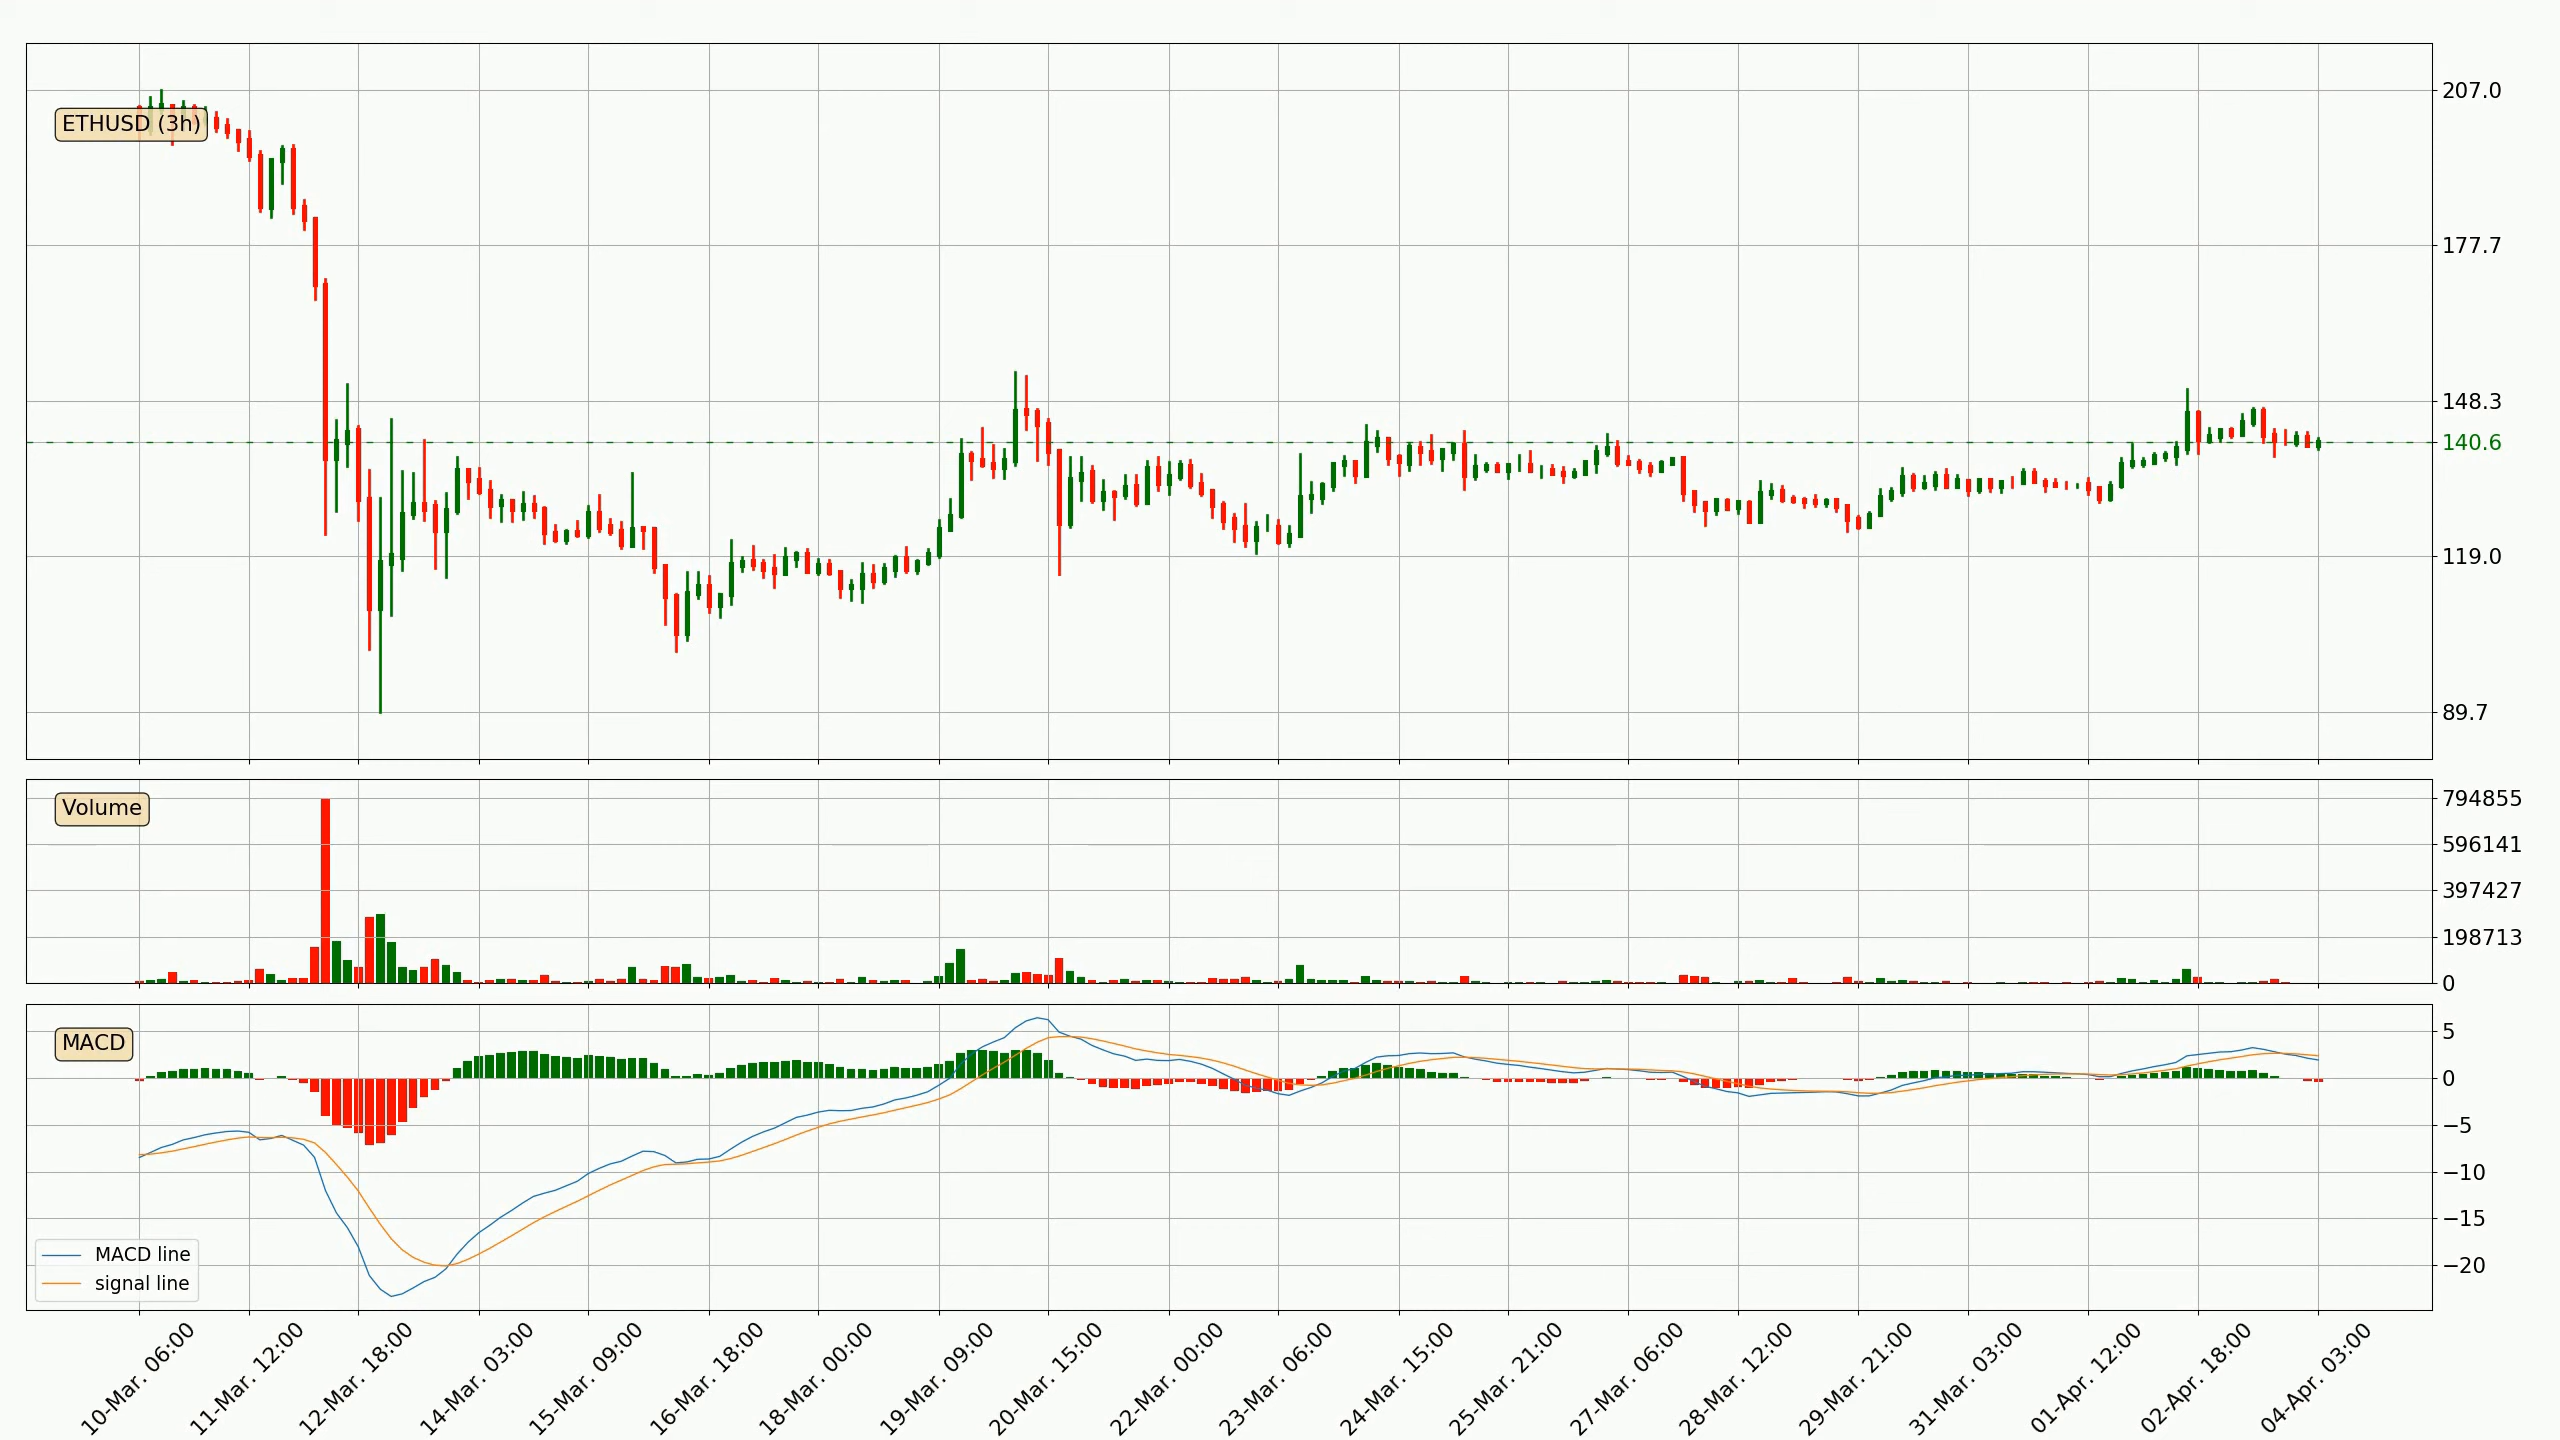 ETHUSD (3h)
207.0
177.7
148.3
140.6
119.0
89.7
Volume
794855
596141
397427
198713
0
MACD
5
0
−5
−10
−15
−20
MACD line
signal line
10-Mar. 06:00
11-Mar. 12:00
12-Mar. 18:00
14-Mar. 03:00
15-Mar. 09:00
16-Mar. 18:00
18-Mar. 00:00
19-Mar. 09:00
20-Mar. 15:00
22-Mar. 00:00
23-Mar. 06:00
24-Mar. 15:00
25-Mar. 21:00
27-Mar. 06:00
28-Mar. 12:00
29-Mar. 21:00
31-Mar. 03:00
01-Apr. 12:00
02-Apr. 18:00
04-Apr. 03:00